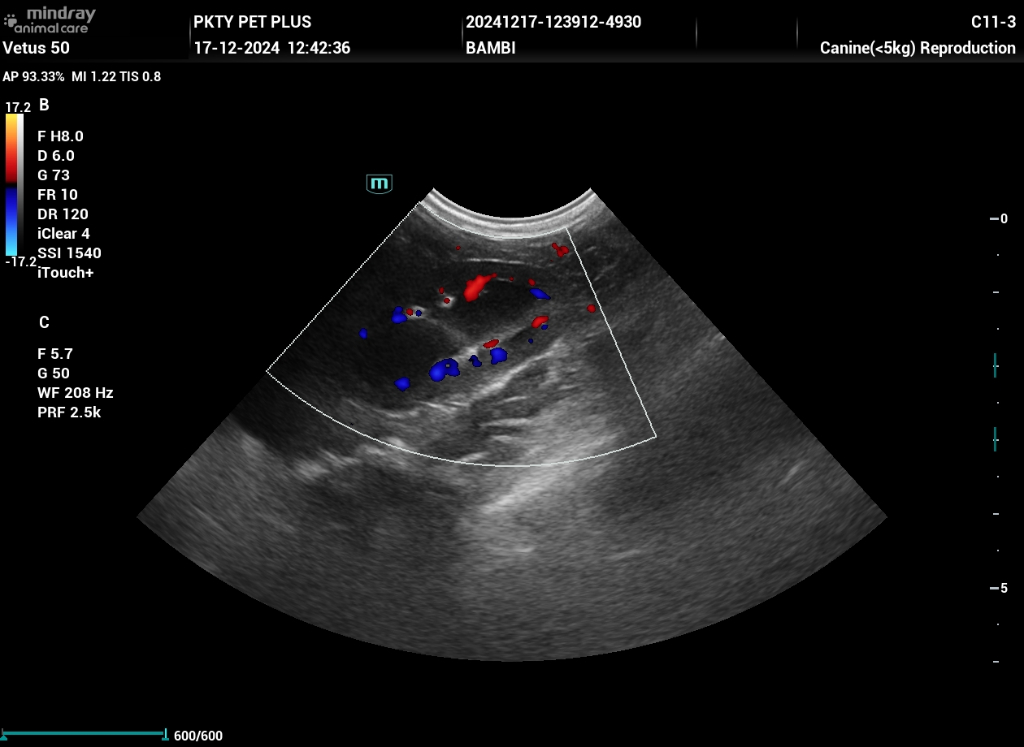 mindray
animal care
Vetus 50
PKTY PET PLUS
17-12-2024 12:42:36
20241217-123912-4930
BAMBI
C11-3
Canine(<5kg) Reproduction
AP 93.33% MI 1.22 TIS 0.8
17.2
B
F H8.0
D 6.0
G 73
FR 10
DR 120
iClear 4
SSI 1540
-17.2
iTouch+
C
F 5.7
G 50
WF 208 Hz
PRF 2.5k
m
0
5
600/600